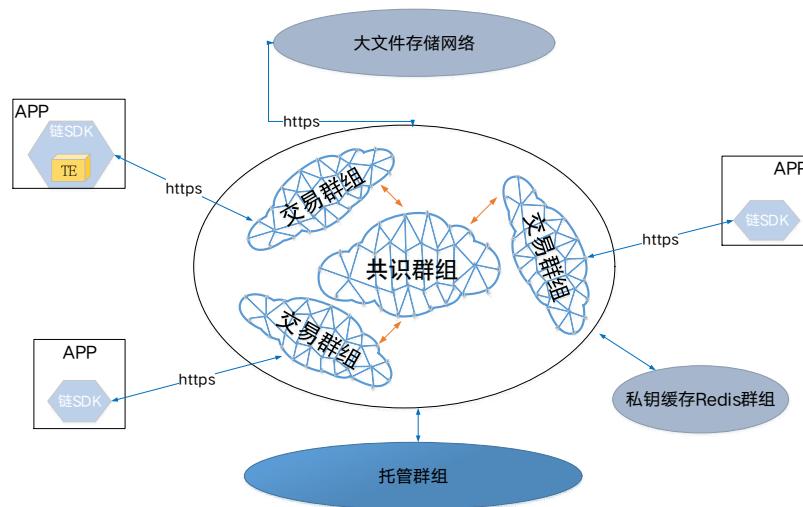 大文件存储网络
https
APP
链SDK
TE
https
交易群组
交易群组
共识群组
APP
链SDK
https
交易群组
APP
链SDK
https
私钥缓存Redis群组
托管群组